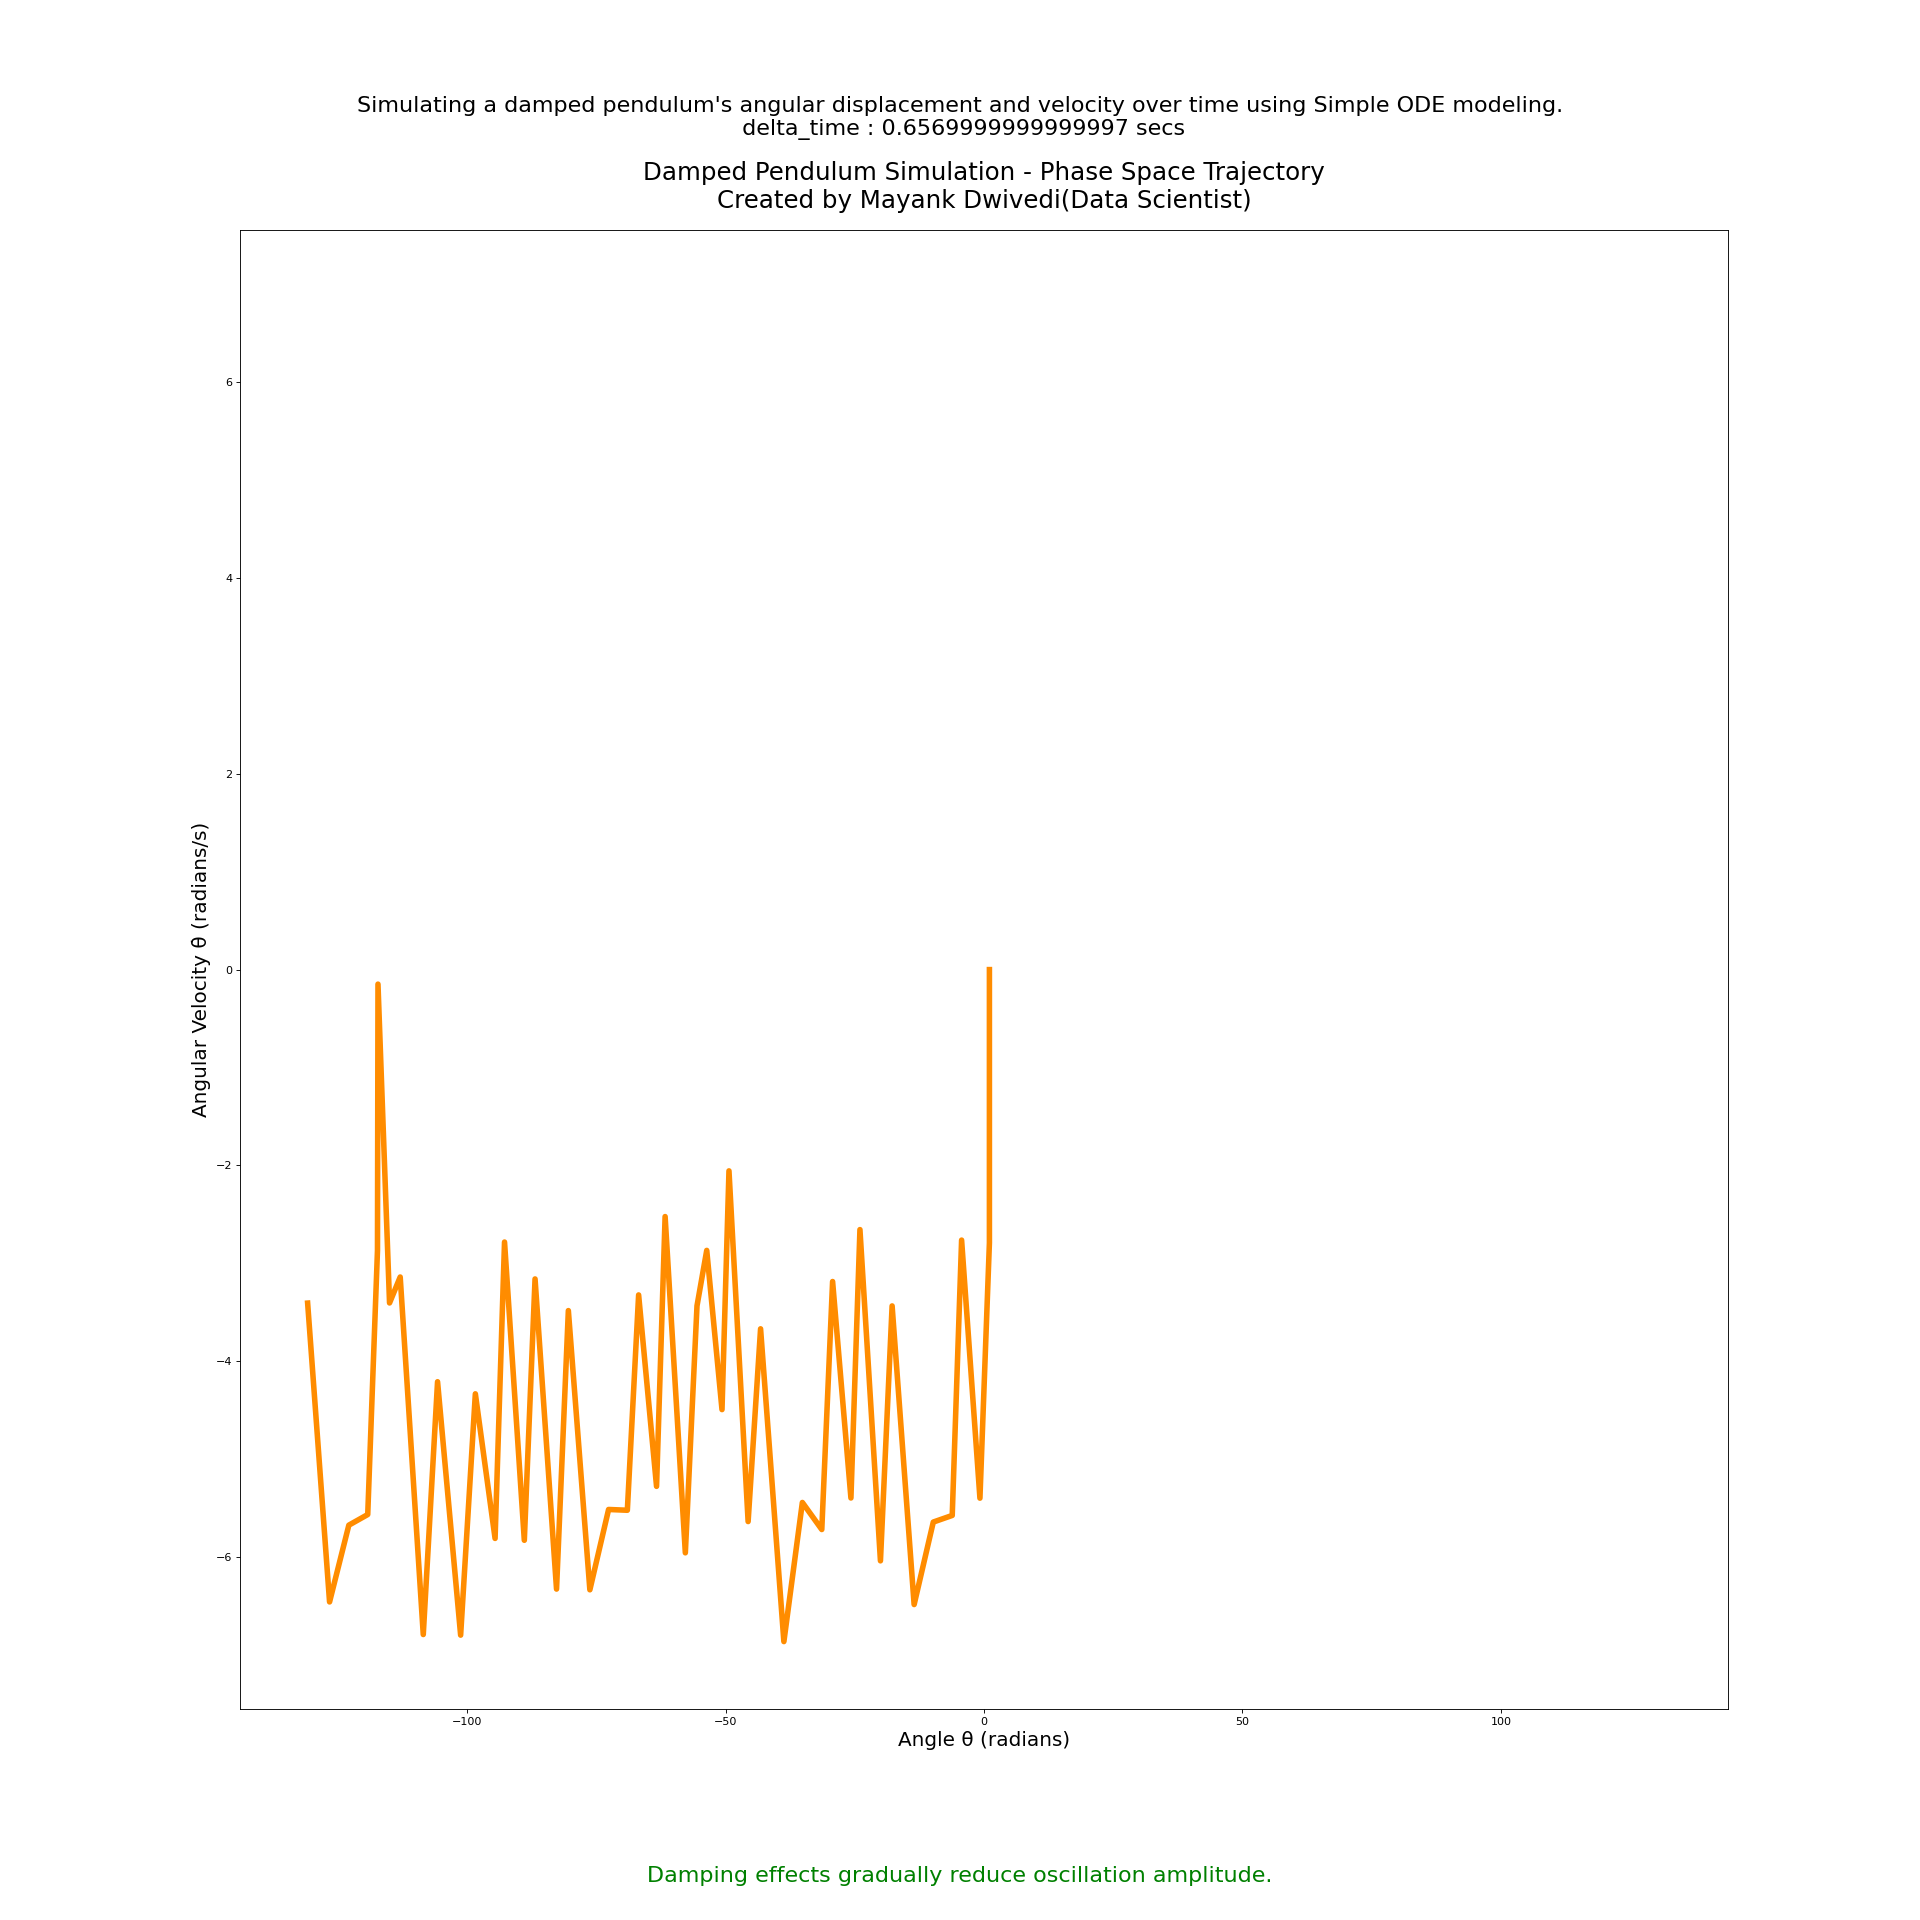 Simulating a damped pendulum's angular displacement and velocity over time using Simple ODE modeling.
delta_time : 0.6569999999999997 secs
Damped Pendulum Simulation - Phase Space Trajectory
Created by Mayank Dwivedi(Data Scientist)
Angular Velocity θ (radians/s)
6
4
2
0
−2
−4
−6
−100
−50
0
50
100
Angle θ (radians)
Damping effects gradually reduce oscillation amplitude.